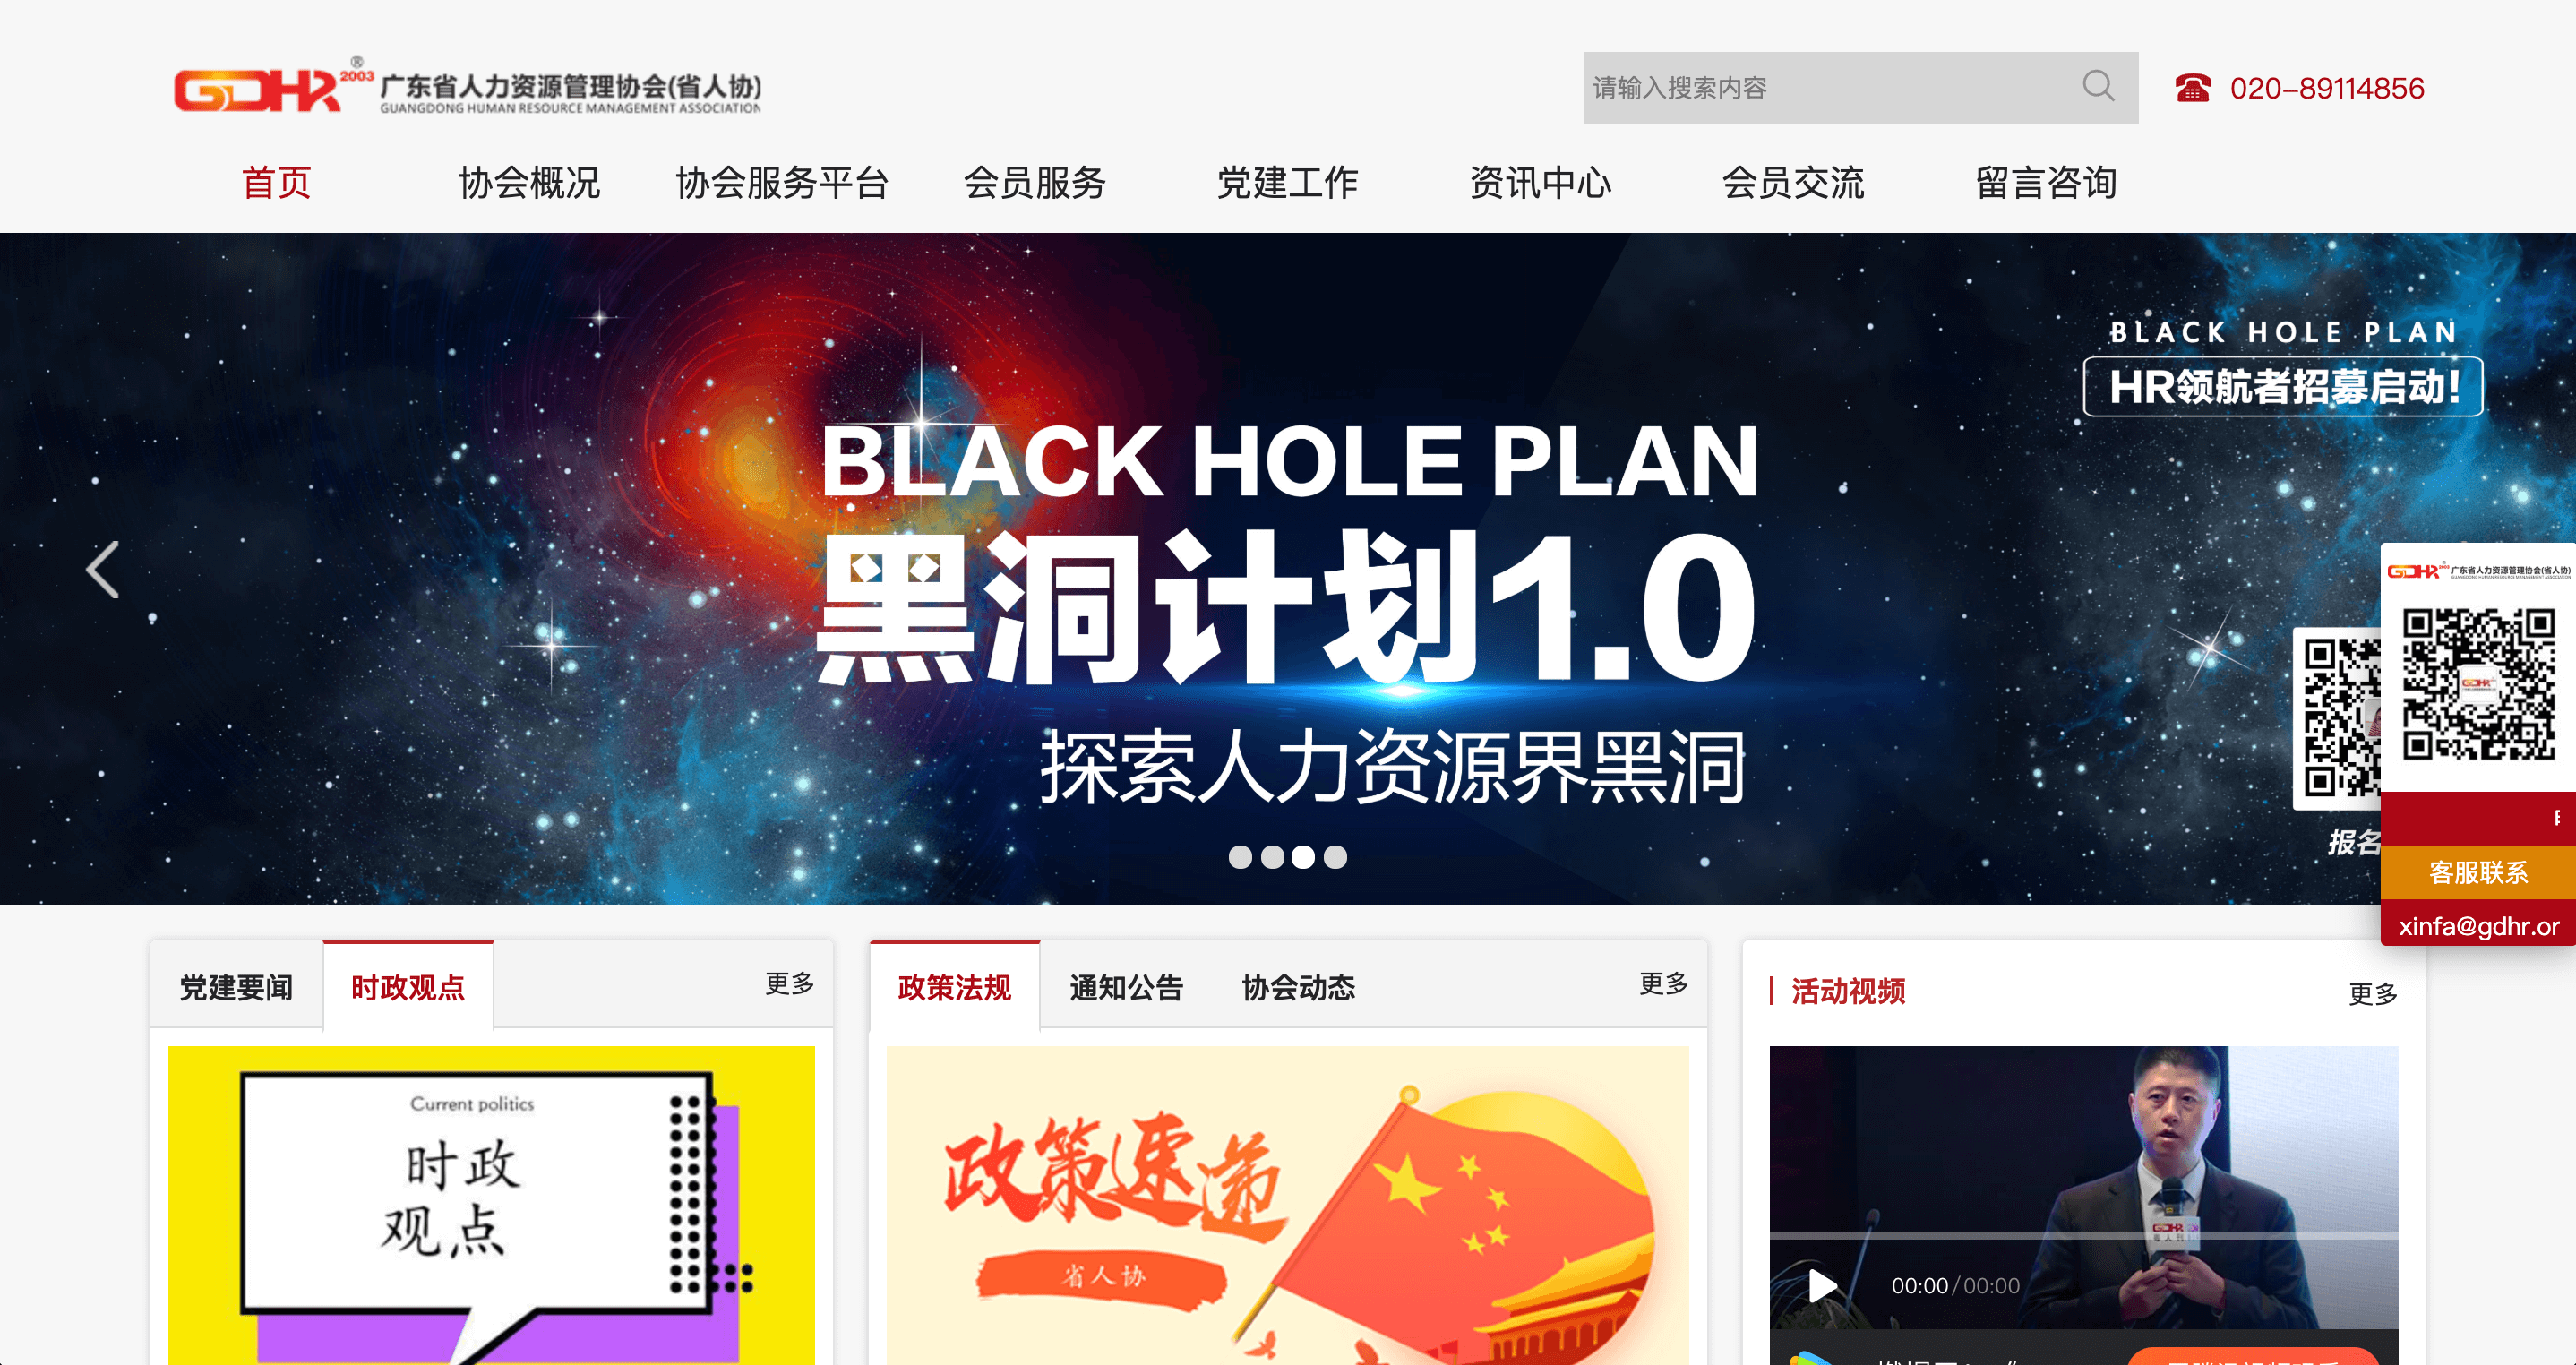 GDHR® 2003 广东省人力资源管理协会(省人协)
GUANGDONG HUMAN RESOURCE MANAGEMENT ASSOCIATION
请输入搜索内容
020-89114856
首页 协会概况 协会服务平台 会员服务 党建工作 资讯中心 会员交流 留言咨询
BLACK HOLE PLAN
HR领航者招募启动!
BLACK HOLE PLAN
黑洞计划1.0
探索人力资源界黑洞
报名
GDHR® 2003 广东省人力资源管理协会(省人协)
客服联系
xinfa@gdhr.or
党建要闻 时政观点 更多
政策法规 通知公告 协会动态 更多
活动视频 更多
Current politics
时政
观点
政策速递
省人协
GDHR
00:00/00:00